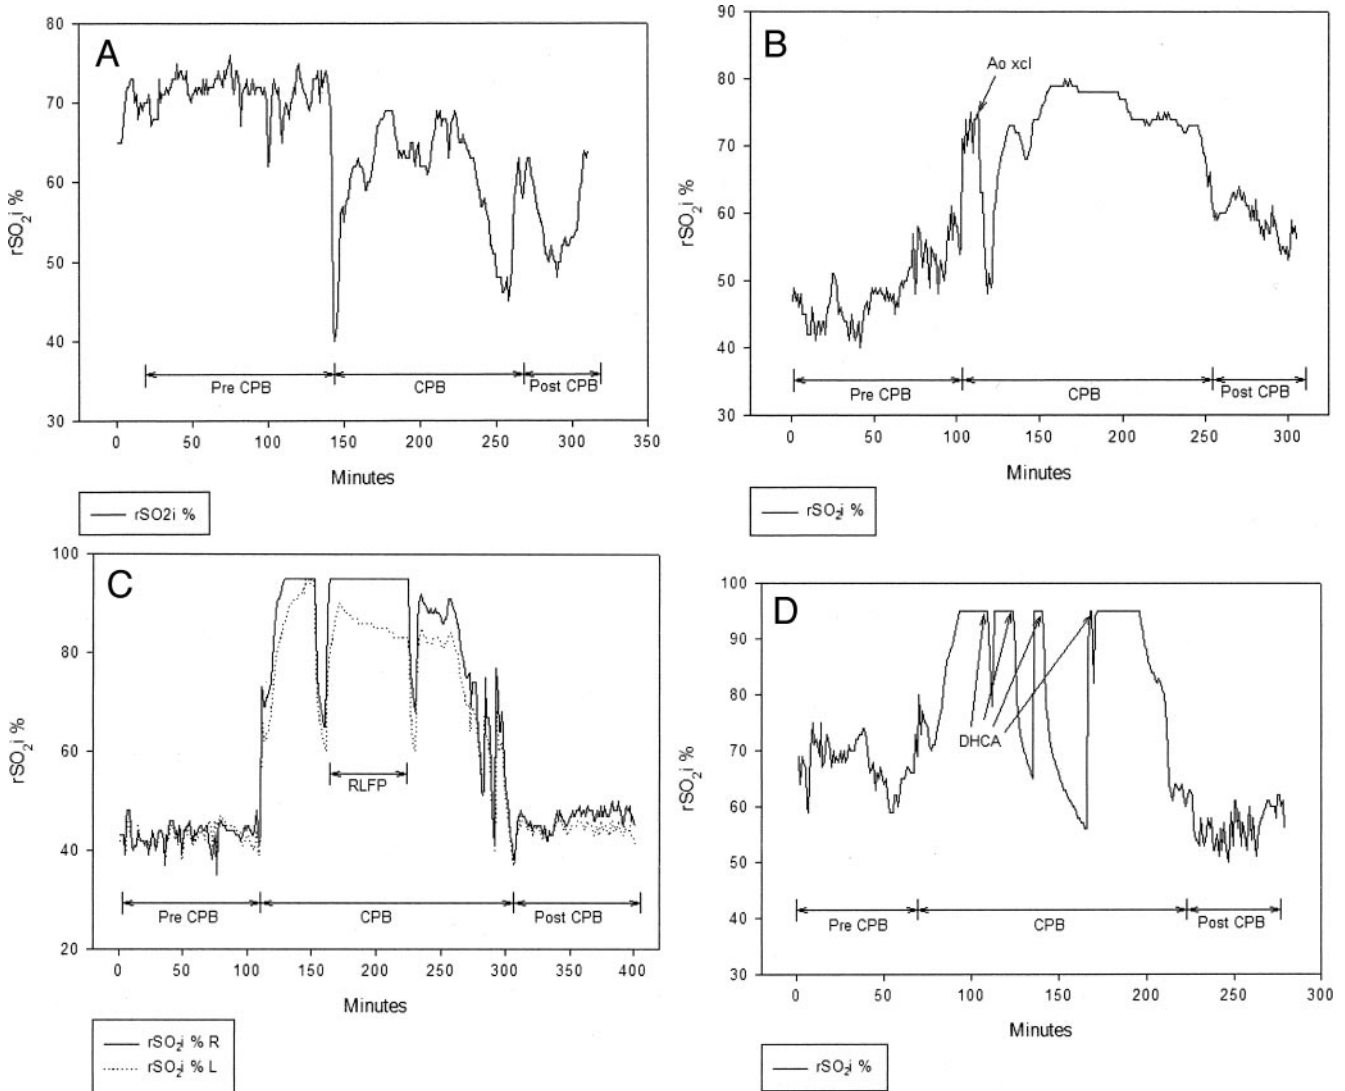 A
80
70
60
50
40
30
rSO2i %
Pre CPB
CPB
Post CPB
0 50 100 150 200 250 300 350
Minutes
rSO2i %
B
90
80
70
60
50
40
30
rSO2i %
Ao xcl
Pre CPB
CPB
Post CPB
0 50 100 150 200 250 300
Minutes
rSO2i %
C
100
80
60
40
20
rSO2i %
RLFP
Pre CPB
CPB
Post CPB
0 50 100 150 200 250 300 350 400
Minutes
rSO2i % R
rSO2i % L
D
100
90
80
70
60
50
40
30
rSO2i %
DHCA
Pre CPB
CPB
Post CPB
0 50 100 150 200 250 300
Minutes
rSO2i %